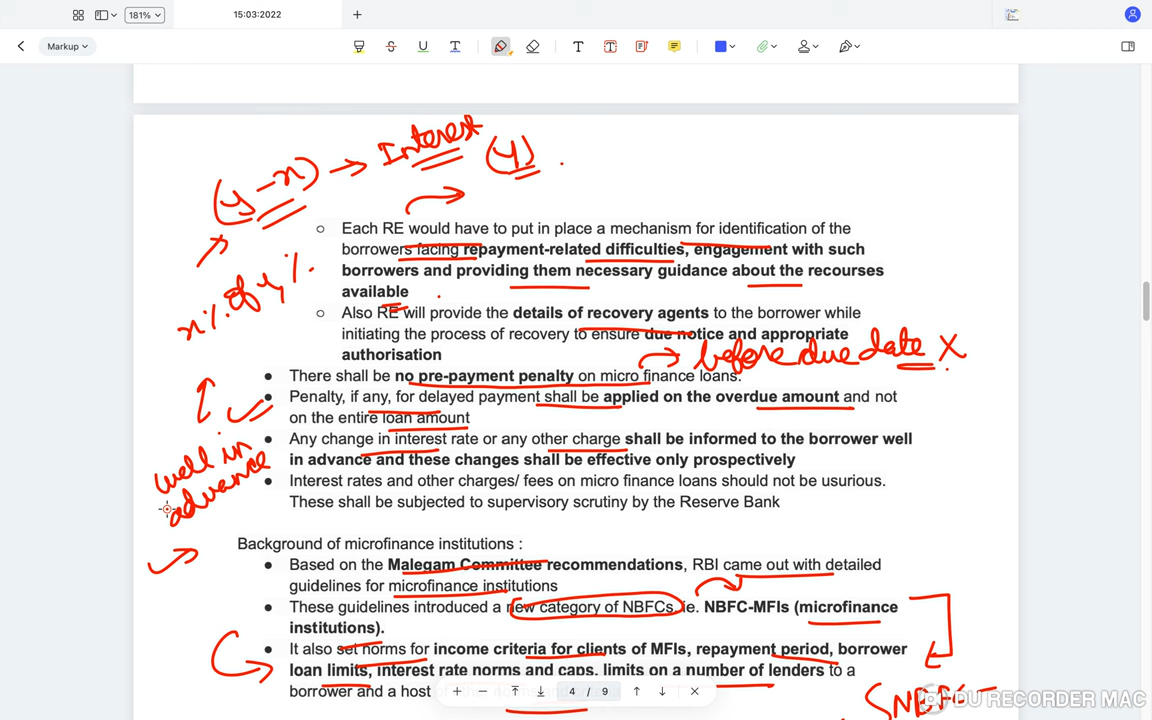 181%
15:03:2022
Markup
Interest
(y)
(y-x)
x% of y%
Each RE would have to put in place a mechanism for identification of the
borrowers facing repayment-related difficulties, engagement with such
borrowers and providing them necessary guidance about the recourses
available
Also RE will provide the details of recovery agents to the borrower while
initiating the process of recovery to ensure due notice and appropriate
authorisation
before due date X
There shall be no pre-payment penalty on micro finance loans.
Penalty, if any, for delayed payment shall be applied on the overdue amount and not
on the entire loan amount
Any change in interest rate or any other charge shall be informed to the borrower well
in advance and these changes shall be effective only prospectively
well in
advance
Interest rates and other charges/ fees on micro finance loans should not be usurious.
These shall be subjected to supervisory scrutiny by the Reserve Bank
Background of microfinance institutions :
Based on the Malegam Committee recommendations, RBI came out with detailed
guidelines for microfinance institutions
These guidelines introduced a new category of NBFCs, ie. NBFC-MFIs (microfinance
institutions).
It also set norms for income criteria for clients of MFIs, repayment period, borrower
loan limits, interest rate norms and caps, limits on a number of lenders to a
borrower and a host
4 / 9
DU RECORDER MAC